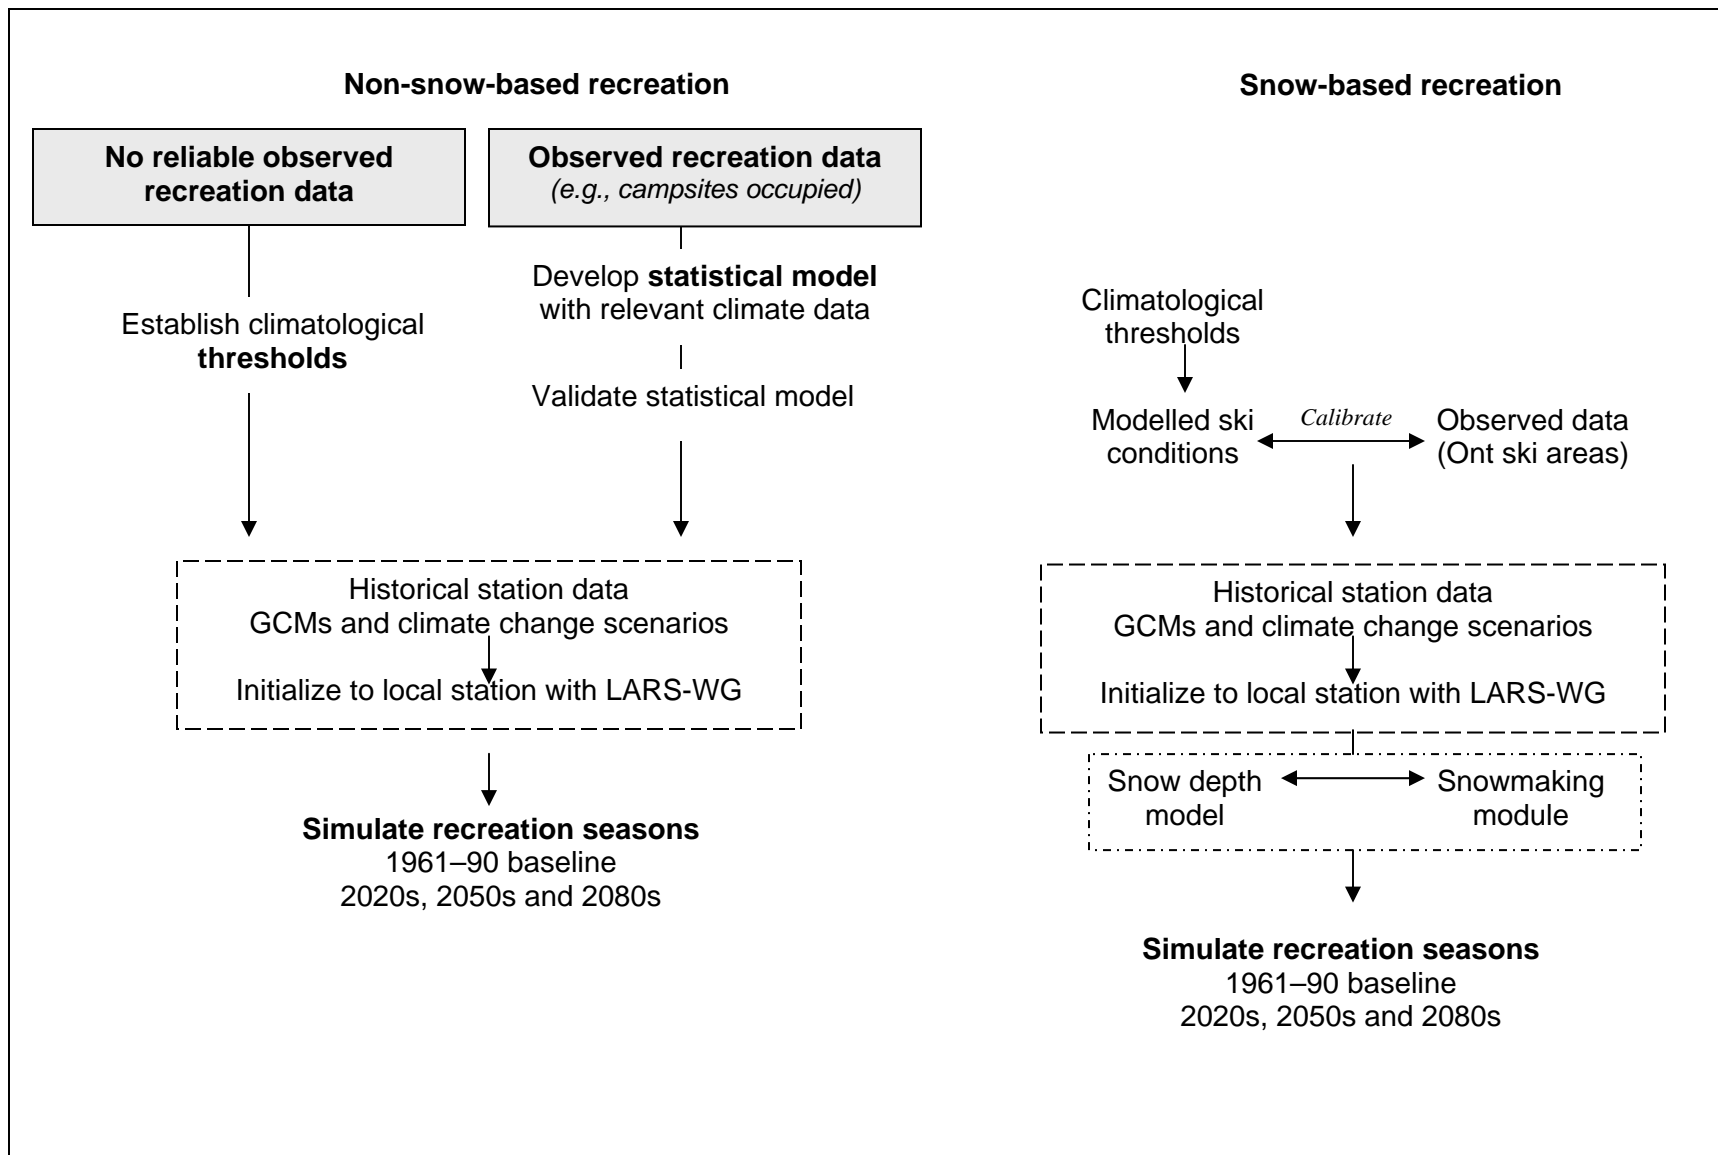 Non-snow-based recreation
No reliable observed
recreation data
Observed recreation data
(e.g., campsites occupied)
Establish climatological
thresholds
Develop statistical model
with relevant climate data
Validate statistical model
Historical station data
GCMs and climate change scenarios
Initialize to local station with LARS-WG
Simulate recreation seasons
1961–90 baseline
2020s, 2050s and 2080s
Snow-based recreation
Climatological
thresholds
Modelled ski
conditions
Calibrate
Observed data
(Ont ski areas)
Historical station data
GCMs and climate change scenarios
Initialize to local station with LARS-WG
Snow depth
model
Snowmaking
module
Simulate recreation seasons
1961–90 baseline
2020s, 2050s and 2080s